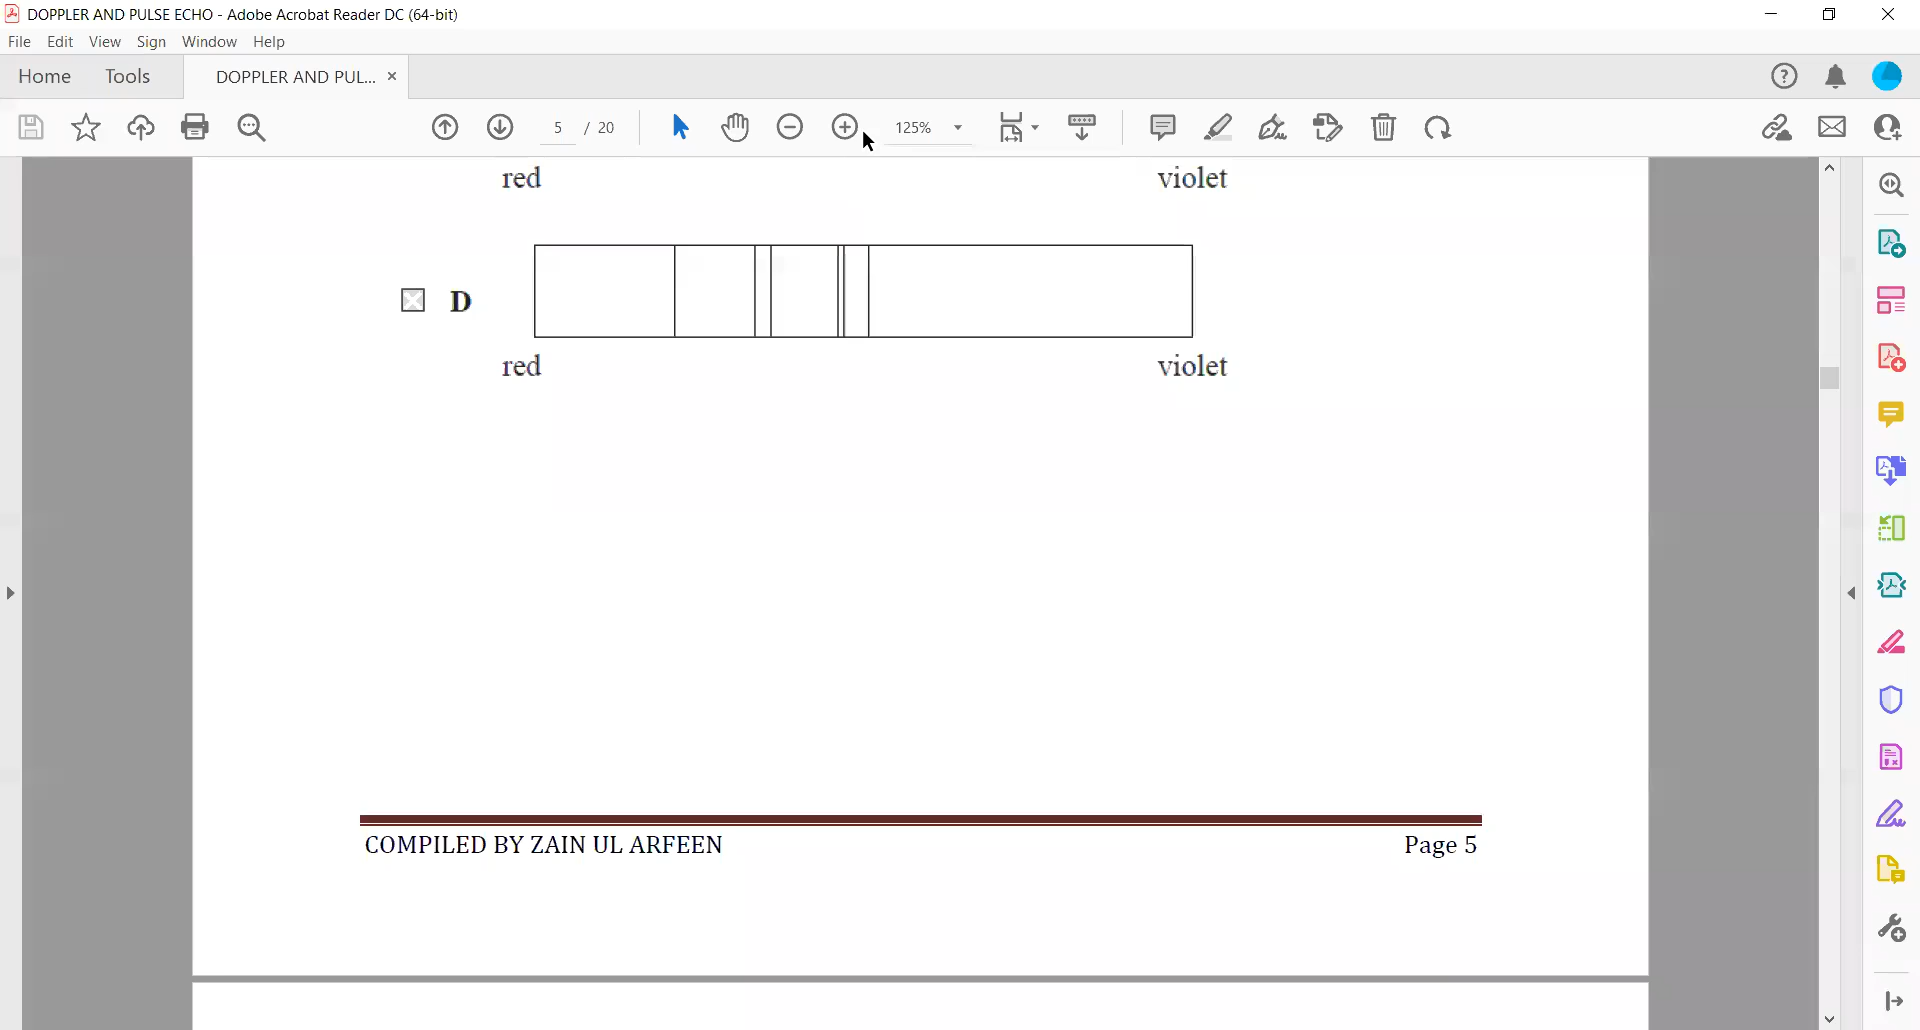 DOPPLER AND PULSE ECHO - Adobe Acrobat Reader DC (64-bit)
File Edit View Sign Window Help
Home Tools DOPPLER AND PUL... ×
5 / 20 125%
red violet
D
red violet
COMPILED BY ZAIN UL ARFEEN Page 5